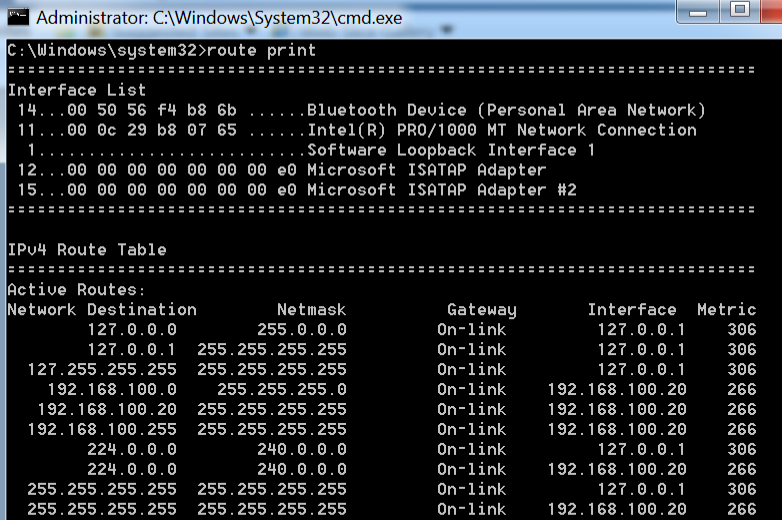 Administrator: C:\Windows\System32\cmd.exe
C:\Windows\system32>route print
===========================================================================
Interface List
 14...00 50 56 f4 b8 6b ......Bluetooth Device (Personal Area Network)
 11...00 0c 29 b8 07 65 ......Intel(R) PRO/1000 MT Network Connection
  1...........................Software Loopback Interface 1
 12...00 00 00 00 00 00 00 e0 Microsoft ISATAP Adapter
 15...00 00 00 00 00 00 00 e0 Microsoft ISATAP Adapter #2
===========================================================================
IPv4 Route Table
===========================================================================
Active Routes:
Network Destination        Netmask          Gateway       Interface  Metric
        127.0.0.0        255.0.0.0         On-link         127.0.0.1    306
        127.0.0.1  255.255.255.255         On-link         127.0.0.1    306
  127.255.255.255  255.255.255.255         On-link         127.0.0.1    306
    192.168.100.0    255.255.255.0         On-link    192.168.100.20    266
   192.168.100.20  255.255.255.255         On-link    192.168.100.20    266
  192.168.100.255  255.255.255.255         On-link    192.168.100.20    266
        224.0.0.0        240.0.0.0         On-link         127.0.0.1    306
        224.0.0.0        240.0.0.0         On-link    192.168.100.20    266
  255.255.255.255  255.255.255.255         On-link         127.0.0.1    306
  255.255.255.255  255.255.255.255         On-link    192.168.100.20    266